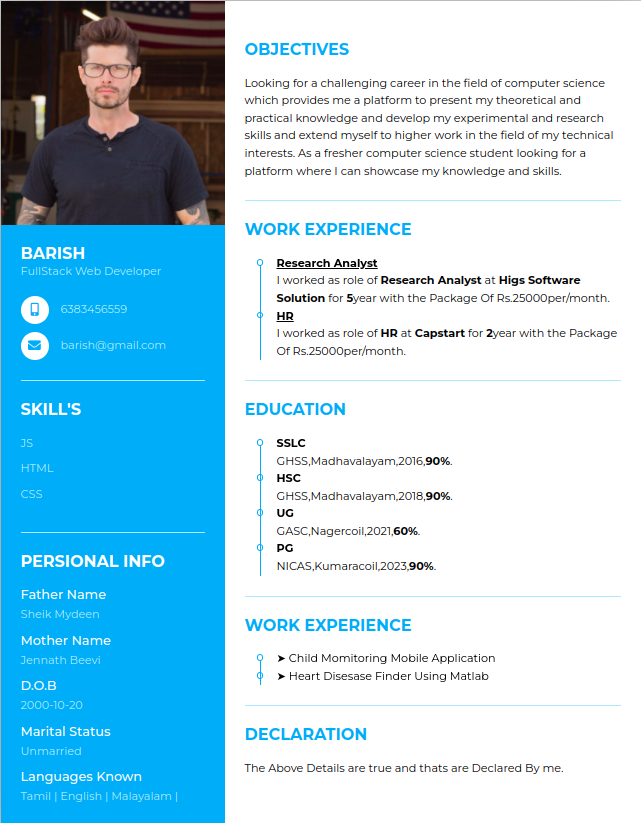 BARISH
FullStack Web Developer
6383456559
barish@gmail.com
SKILL'S
JS
HTML
CSS
PERSIONAL INFO
Father Name
Sheik Mydeen
Mother Name
Jennath Beevi
D.O.B
2000-10-20
Marital Status
Unmarried
Languages Known
Tamil | English | Malayalam |
OBJECTIVES
Looking for a challenging career in the field of computer science
which provides me a platform to present my theoretical and
practical knowledge and develop my experimental and research
skills and extend myself to higher work in the field of my technical
interests. As a fresher computer science student looking for a
platform where I can showcase my knowledge and skills.
WORK EXPERIENCE
Research Analyst
I worked as role of Research Analyst at Higs Software
Solution for 5year with the Package Of Rs.25000per/month.
HR
I worked as role of HR at Capstart for 2year with the Package
Of Rs.25000per/month.
EDUCATION
SSLC
GHSS,Madhavalayam,2016,90%.
HSC
GHSS,Madhavalayam,2018,90%.
UG
GASC,Nagercoil,2021,60%.
PG
NICAS,Kumaracoil,2023,90%.
WORK EXPERIENCE
➤ Child Momitoring Mobile Application
➤ Heart Disesase Finder Using Matlab
DECLARATION
The Above Details are true and thats are Declared By me.